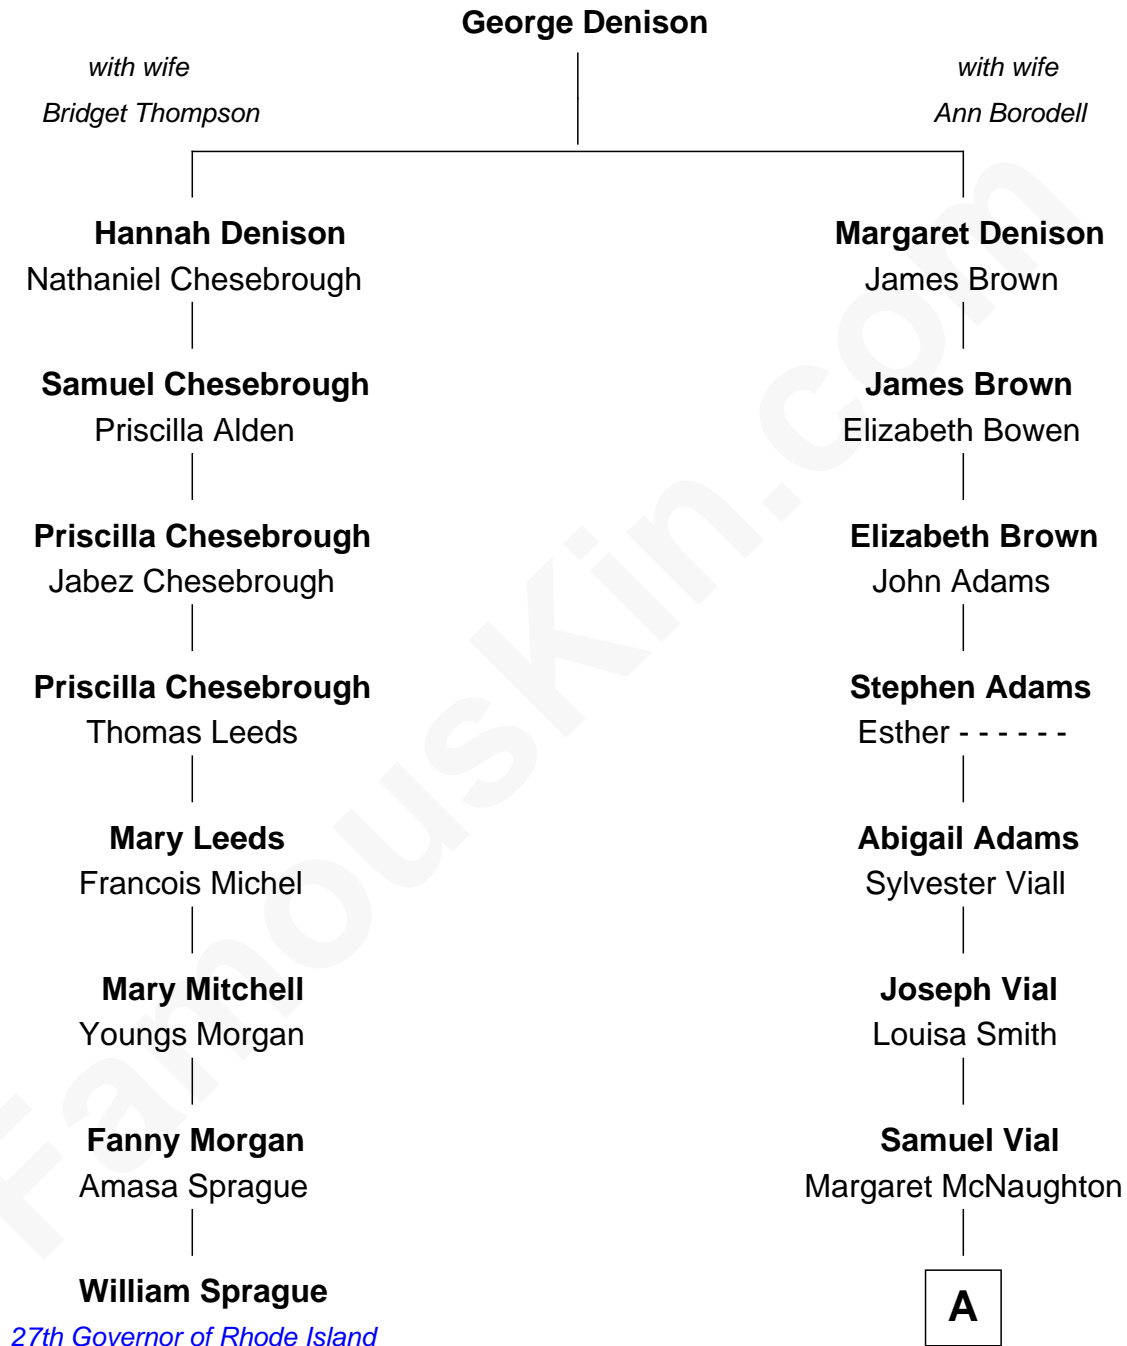 George Denison
with wife
Bridget Thompson
with wife
Ann Borodell
Hannah Denison
Nathaniel Chesebrough
Margaret Denison
James Brown
Samuel Chesebrough
Priscilla Alden
James Brown
Elizabeth Bowen
Priscilla Chesebrough
Jabez Chesebrough
Elizabeth Brown
John Adams
Priscilla Chesebrough
Thomas Leeds
Stephen Adams
Esther - - - - - -
Mary Leeds
Francois Michel
Abigail Adams
Sylvester Viall
Mary Mitchell
Youngs Morgan
Joseph Vial
Louisa Smith
Fanny Morgan
Amasa Sprague
Samuel Vial
Margaret McNaughton
William Sprague
27th Governor of Rhode Island
A
FamousKin.com